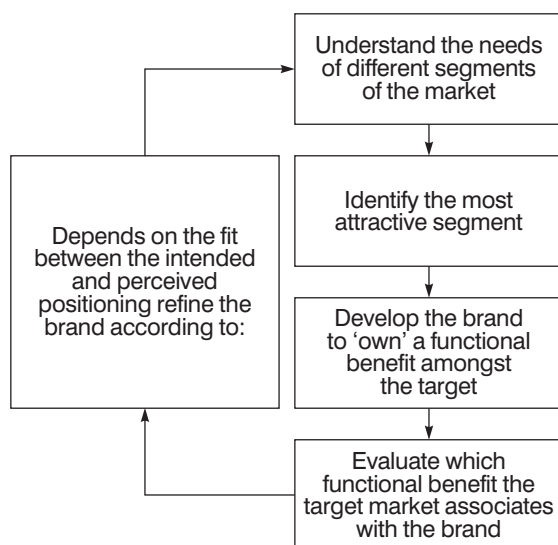 Understand the needs
of different segments
of the market
Identify the most
attractive segment
Develop the brand
to ‘own’ a functional
benefit amongst
the target
Evaluate which
functional benefit the
target market associates
with the brand
Depends on the fit
between the intended
and perceived
positioning refine the
brand according to: